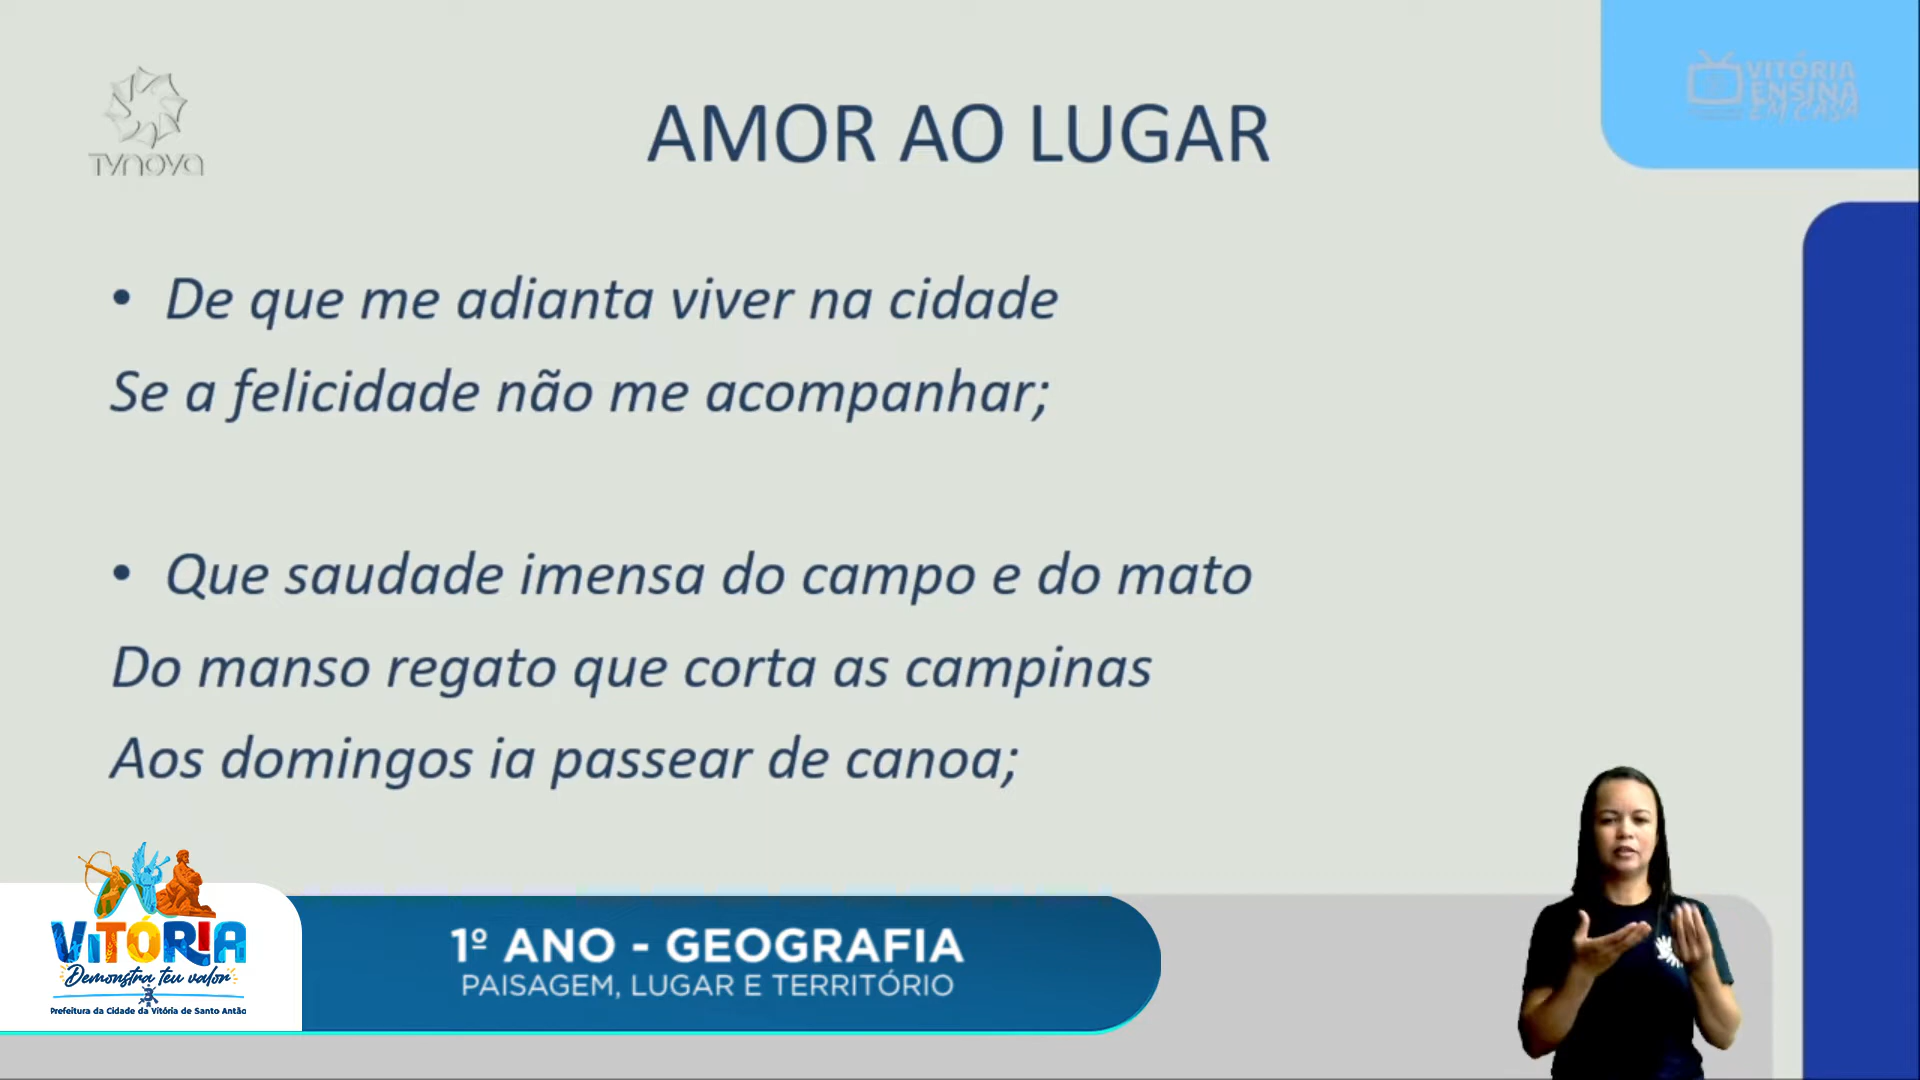 TVNOVA
VITÓRIA
ENSINA
EM CASA
AMOR AO LUGAR
• De que me adianta viver na cidade
Se a felicidade não me acompanhar;
• Que saudade imensa do campo e do mato
Do manso regato que corta as campinas
Aos domingos ia passear de canoa;
VITÓRIA
Demonstra teu valor
Prefeitura da Cidade da Vitória de Santo Antão
1º ANO - GEOGRAFIA
PAISAGEM, LUGAR E TERRITÓRIO